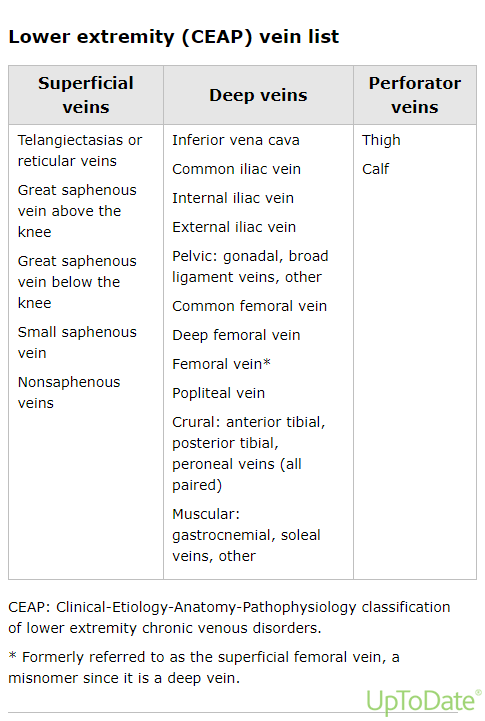 Lower extremity (CEAP) vein list
Superficial
veins
Deep veins
Perforator
veins
Telangiectasias or
reticular veins
Great saphenous
vein above the
knee
Great saphenous
vein below the
knee
Small saphenous
vein
Nonsaphenous
veins
Inferior vena cava
Common iliac vein
Internal iliac vein
External iliac vein
Pelvic: gonadal, broad
ligament veins, other
Common femoral vein
Deep femoral vein
Femoral vein*
Popliteal vein
Crural: anterior tibial,
posterior tibial,
peroneal veins (all
paired)
Muscular:
gastrocnemial, soleal
veins, other
Thigh
Calf
CEAP: Clinical-Etiology-Anatomy-Pathophysiology classification
of lower extremity chronic venous disorders.
* Formerly referred to as the superficial femoral vein, a
misnomer since it is a deep vein.
UpToDate®